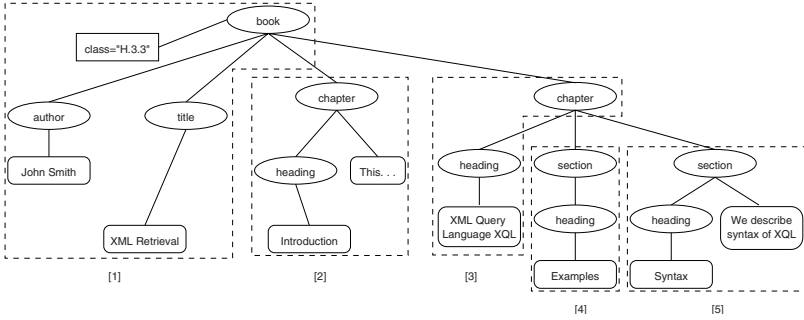 book
class="H.3.3"
author
title
chapter
chapter
John Smith
heading
This. . .
heading
section
section
XML Retrieval
Introduction
XML Query
Language XQL
heading
heading
We describe
syntax of XQL
Examples
Syntax
[1]
[2]
[3]
[4]
[5]